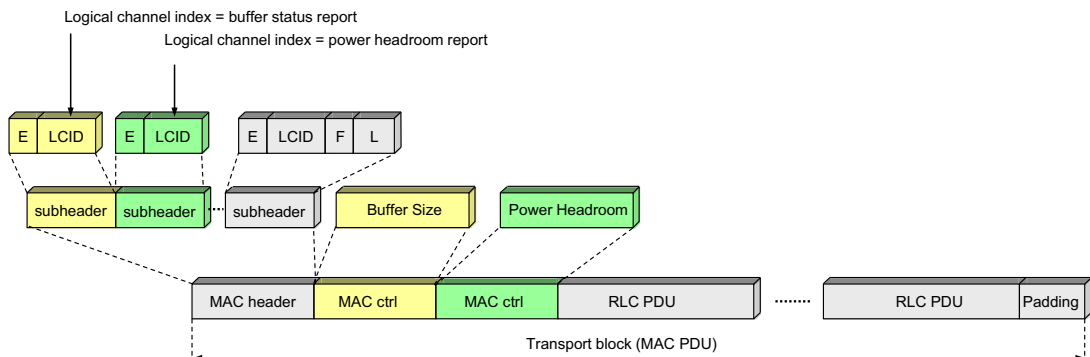 Logical channel index = buffer status report
Logical channel index = power headroom report
E LCID E LCID E LCID F L
subheader subheader subheader Buffer Size Power Headroom
MAC header MAC ctrl MAC ctrl RLC PDU RLC PDU Padding
Transport block (MAC PDU)